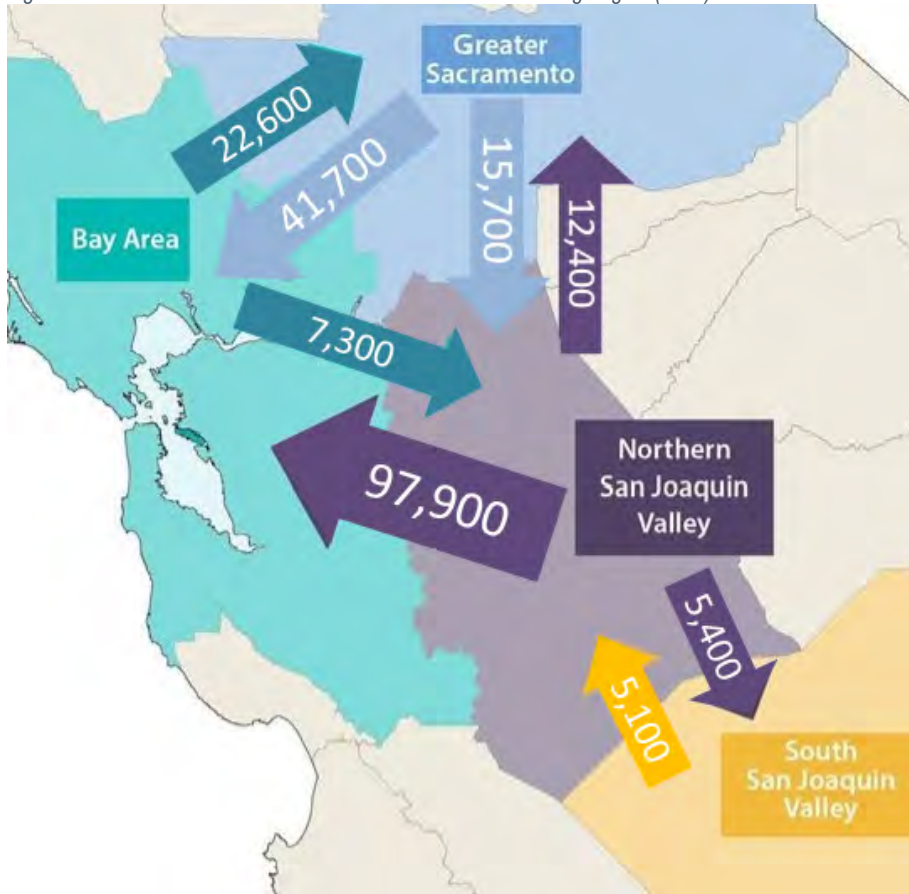 Greater
Sacramento
22,600
41,700
15,700
12,400
Bay Area
7,300
97,900
Northern
San Joaquin
Valley
5,400
5,100
South
San Joaquin
Valley